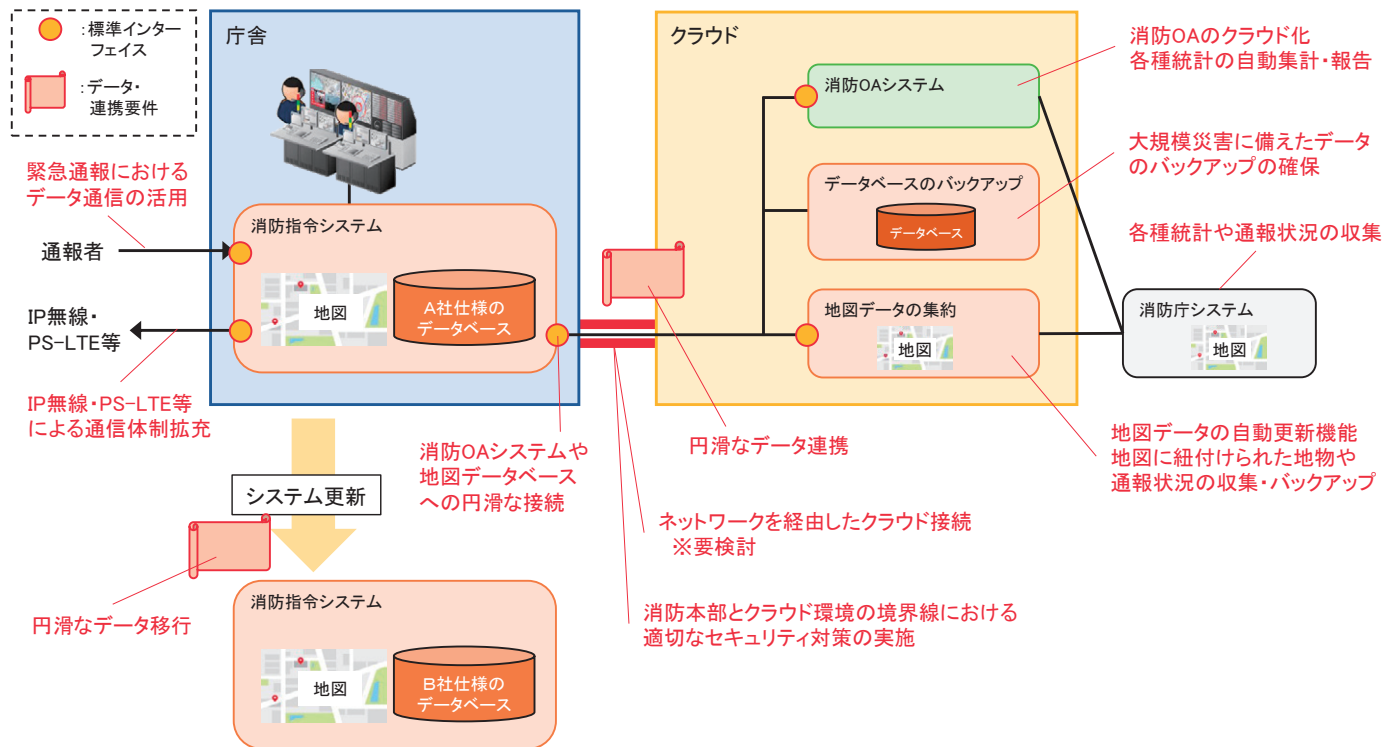 :標準インター
フェイス
:データ・
連携要件
庁舎
クラウド
消防OAのクラウド化
各種統計の自動集計・報告
消防OAシステム
大規模災害に備えたデータ
のバックアップの確保
緊急通報における
データ通信の活用
データベースのバックアップ
データベース
消防指令システム
通報者
各種統計や通報状況の収集
地図
A社仕様の
データベース
IP無線・
PS-LTE等
地図データの集約
地図
消防庁システム
地図
IP無線・PS-LTE等
による通信体制拡充
消防OAシステムや
地図データベース
への円滑な接続
円滑なデータ連携
地図データの自動更新機能
地図に紐付けられた地物や
通報状況の収集・バックアップ
システム更新
ネットワークを経由したクラウド接続
※要検討
円滑なデータ移行
消防指令システム
消防本部とクラウド環境の境界線における
適切なセキュリティ対策の実施
地図
B社仕様の
データベース